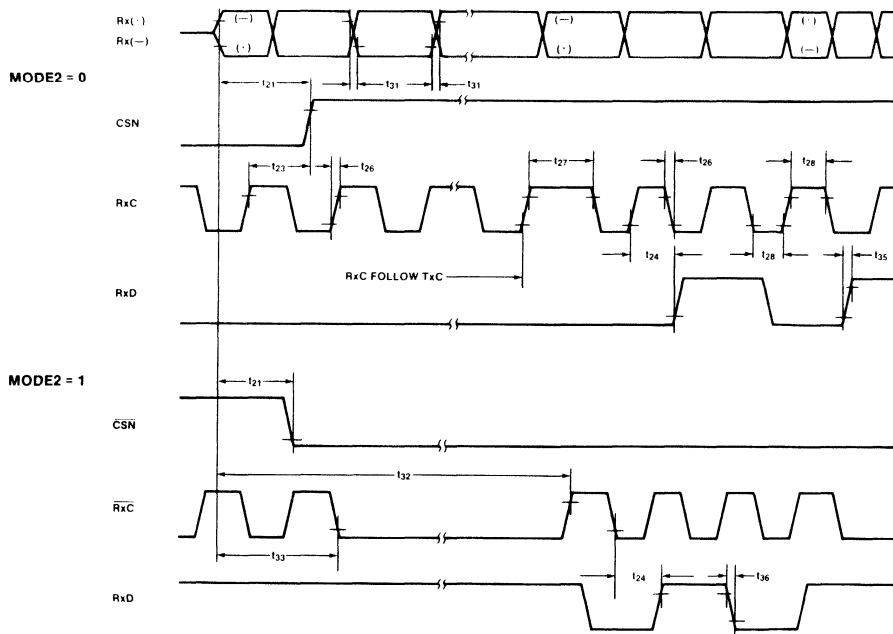 Rx(·)
(—)
(—)
(·)
Rx(—)
(·)
(·)
(—)
MODE2 = 0
t21
t31
t31
CSN
t23
t26
t27
t26
t28
RxC
RxC FOLLOW TxC
t24
t28
t35
RxD
MODE2 = 1
t21
CSN
t32
RxC
t33
t24
t36
RxD